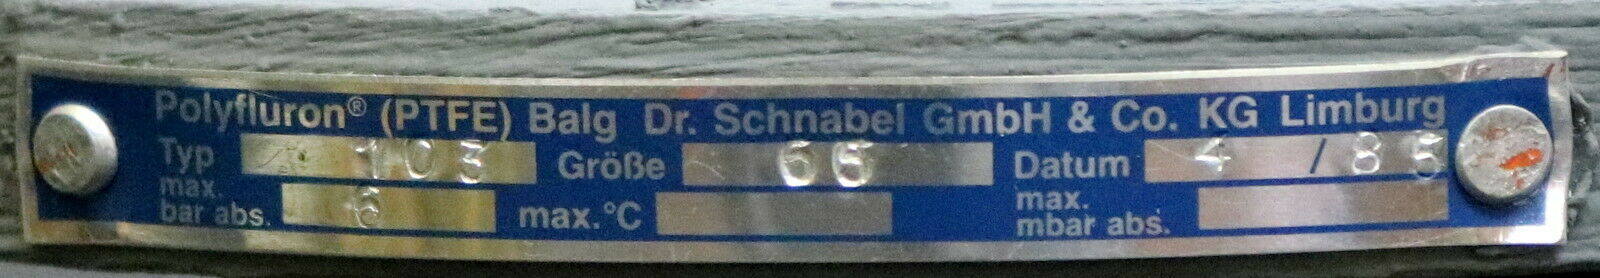 Polyfluron® (PTFE) Balg Dr. Schnabel GmbH & Co. KG Limburg
Typ 103 Größe 66 Datum 4 / 85
max. bar abs. 6 max. °C max. mbar abs.